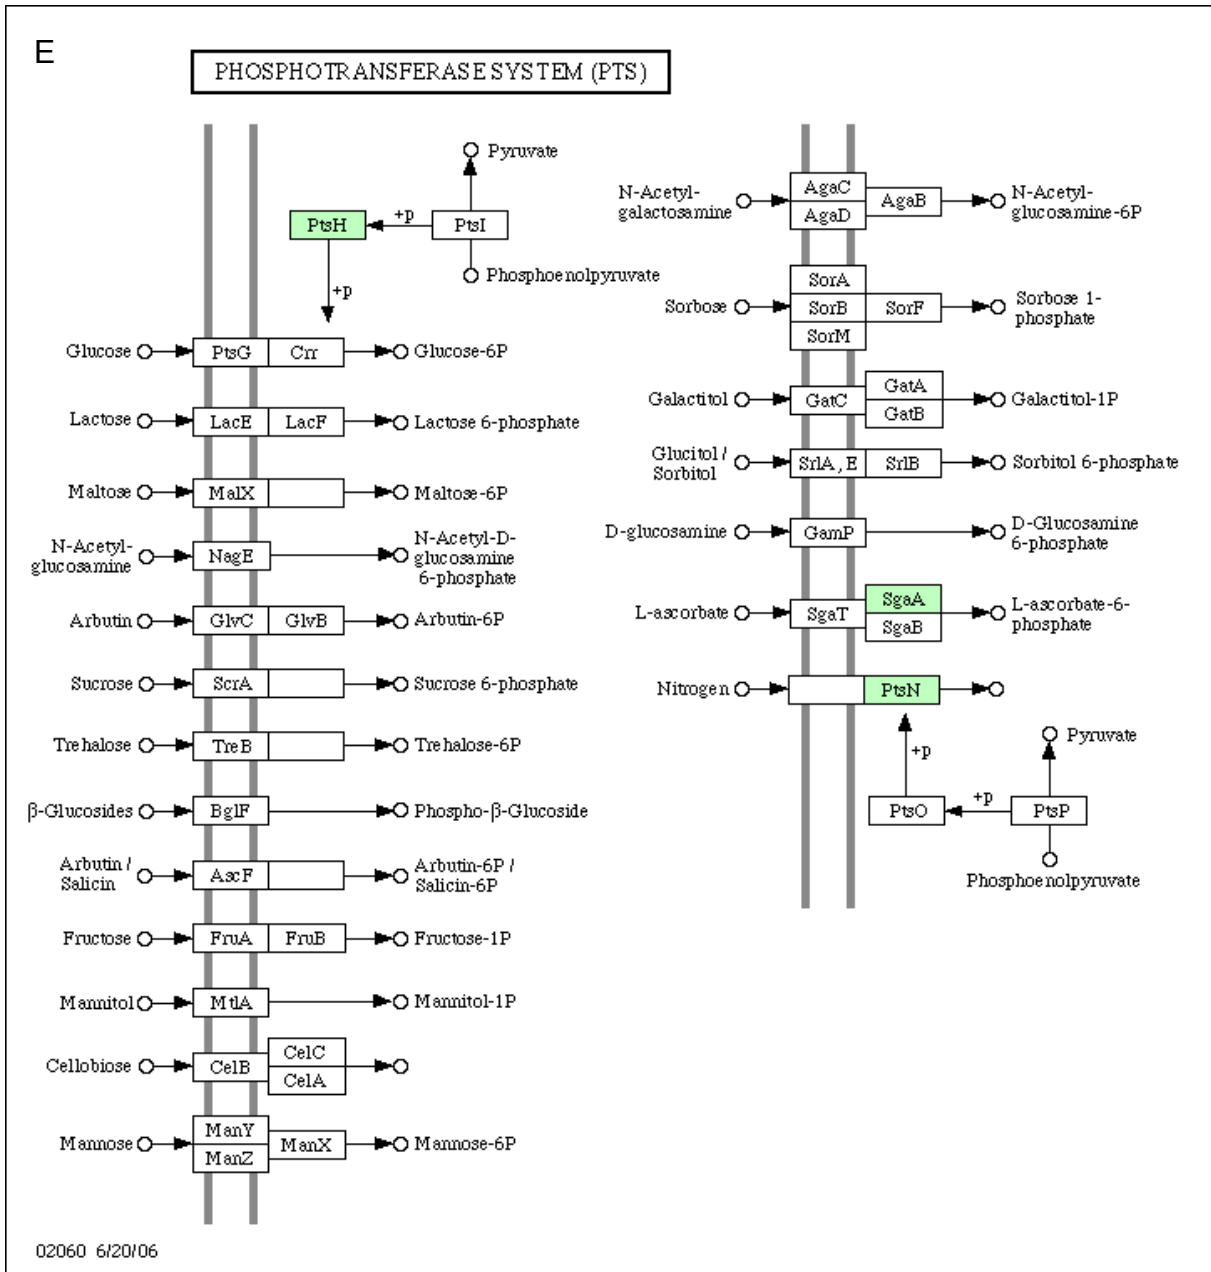 E
PHOSPHOTRANSFERASE SYSTEM (PTS)
Pyruvate
PtsH
+p
PtsI
+p
Phosphoenolpyruvate
Glucose
PtsG
Crr
Glucose-6P
Lactose
LacE
LacF
Lactose 6-phosphate
Maltose
MalX
Maltose-6P
N-Acetyl-
glucosamine
NagE
N-Acetyl-D-
glucosamine
6-phosphate
Arbutin
GlvC
GlvB
Arbutin-6P
Sucrose
ScrA
Sucrose 6-phosphate
Trehalose
TreB
Trehalose-6P
β-Glucosides
BglF
Phospho-β-Glucoside
Arbutin /
Salicin
AscF
Arbutin-6P /
Salicin-6P
Fructose
FruA
FruB
Fructose-1P
Mannitol
MtlA
Mannitol-1P
Cellobiose
CelB
CelC
CelA
Mannose
ManY
ManZ
ManX
Mannose-6P
N-Acetyl-
galactosamine
AgaC
AgaD
AgaB
N-Acetyl-
glucosamine-6P
Sorbose
SorA
SorB
SorM
SorF
Sorbose 1-
phosphate
Galactitol
GatC
GatA
GatB
Galactitol-1P
Glucitol /
Sorbitol
SrlA, E
SrlB
Sorbitol 6-phosphate
D-glucosamine
GamP
D-Glucosamine
6-phosphate
L-ascorbate
SgaT
SgaA
SgaB
L-ascorbate-6-
phosphate
Nitrogen
PtsN
+p
Pyruvate
PtsO
+p
PtsP
Phosphoenolpyruvate
02060 6/20/06